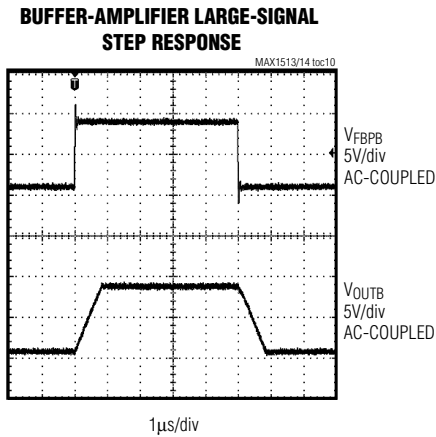 BUFFER-AMPLIFIER LARGE-SIGNAL
STEP RESPONSE
MAX1513/14 toc10
T
VFBPB
5V/div
AC-COUPLED
VOUTB
5V/div
AC-COUPLED
1µs/div